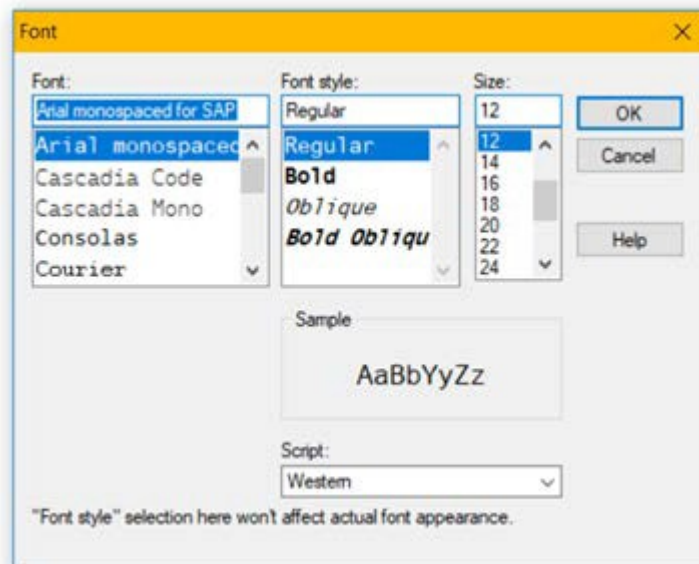 Font
Font:
Arial monospaced for SAP
Arial monospaced
Cascadia Code
Cascadia Mono
Consolas
Courier
Font style:
Regular
Regular
Bold
Oblique
Bold Obliqu
Size:
12
12
14
16
18
20
22
24
OK
Cancel
Help
Sample
AaBbYyZz
Script:
Western
"Font style" selection here won't affect actual font appearance.